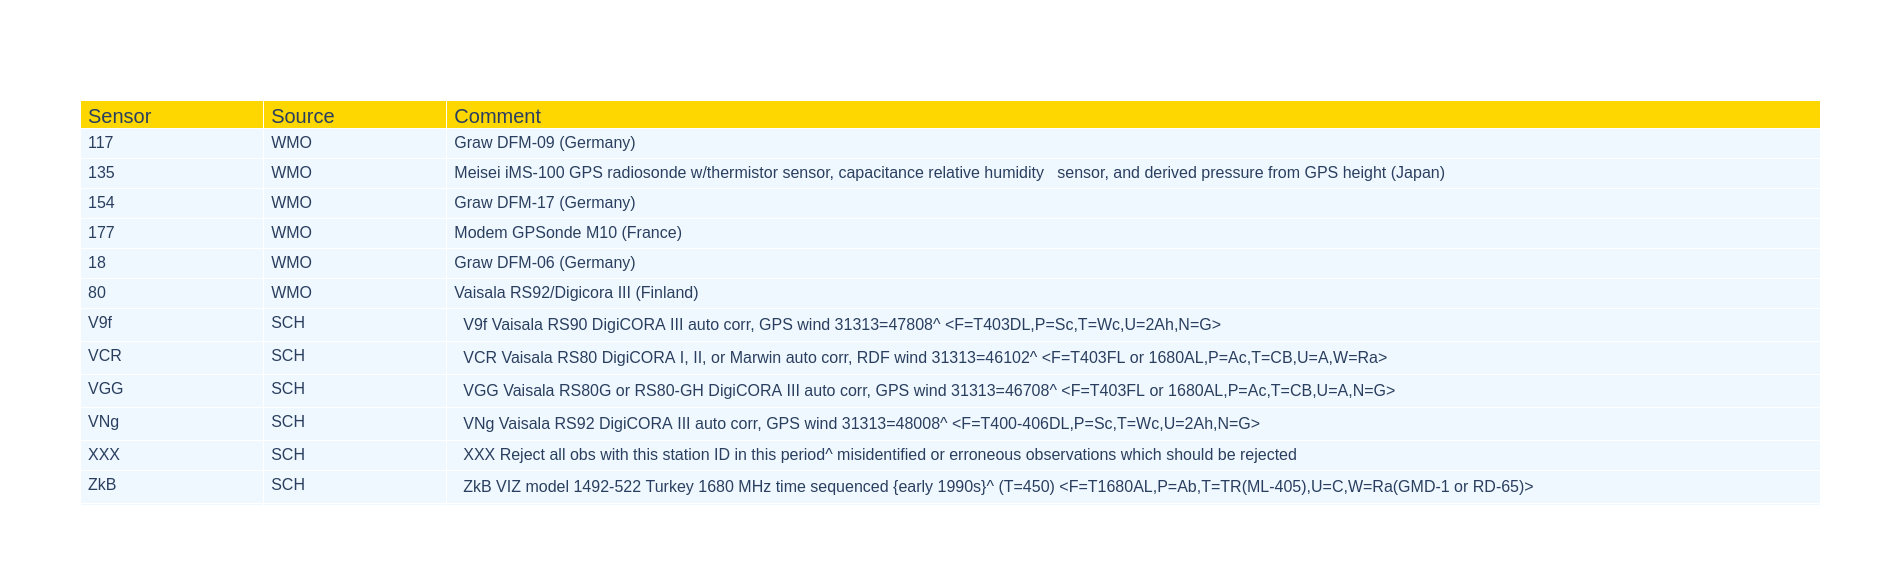 Sensor Source Comment
117 WMO Graw DFM-09 (Germany)
135 WMO Meisei iMS-100 GPS radiosonde w/thermistor sensor, capacitance relative humidity   sensor, and derived pressure from GPS height (Japan)
154 WMO Graw DFM-17 (Germany)
177 WMO Modem GPSonde M10 (France)
18 WMO Graw DFM-06 (Germany)
80 WMO Vaisala RS92/Digicora III (Finland)
V9f SCH V9f Vaisala RS90 DigiCORA III auto corr, GPS wind 31313=47808^ <F=T403DL,P=Sc,T=Wc,U=2Ah,N=G>
VCR SCH VCR Vaisala RS80 DigiCORA I, II, or Marwin auto corr, RDF wind 31313=46102^ <F=T403FL or 1680AL,P=Ac,T=CB,U=A,W=Ra>
VGG SCH VGG Vaisala RS80G or RS80-GH DigiCORA III auto corr, GPS wind 31313=46708^ <F=T403FL or 1680AL,P=Ac,T=CB,U=A,N=G>
VNg SCH VNg Vaisala RS92 DigiCORA III auto corr, GPS wind 31313=48008^ <F=T400-406DL,P=Sc,T=Wc,U=2Ah,N=G>
XXX SCH XXX Reject all obs with this station ID in this period^ misidentified or erroneous observations which should be rejected
ZkB SCH ZkB VIZ model 1492-522 Turkey 1680 MHz time sequenced {early 1990s}^ (T=450) <F=T1680AL,P=Ab,T=TR(ML-405),U=C,W=Ra(GMD-1 or RD-65)>